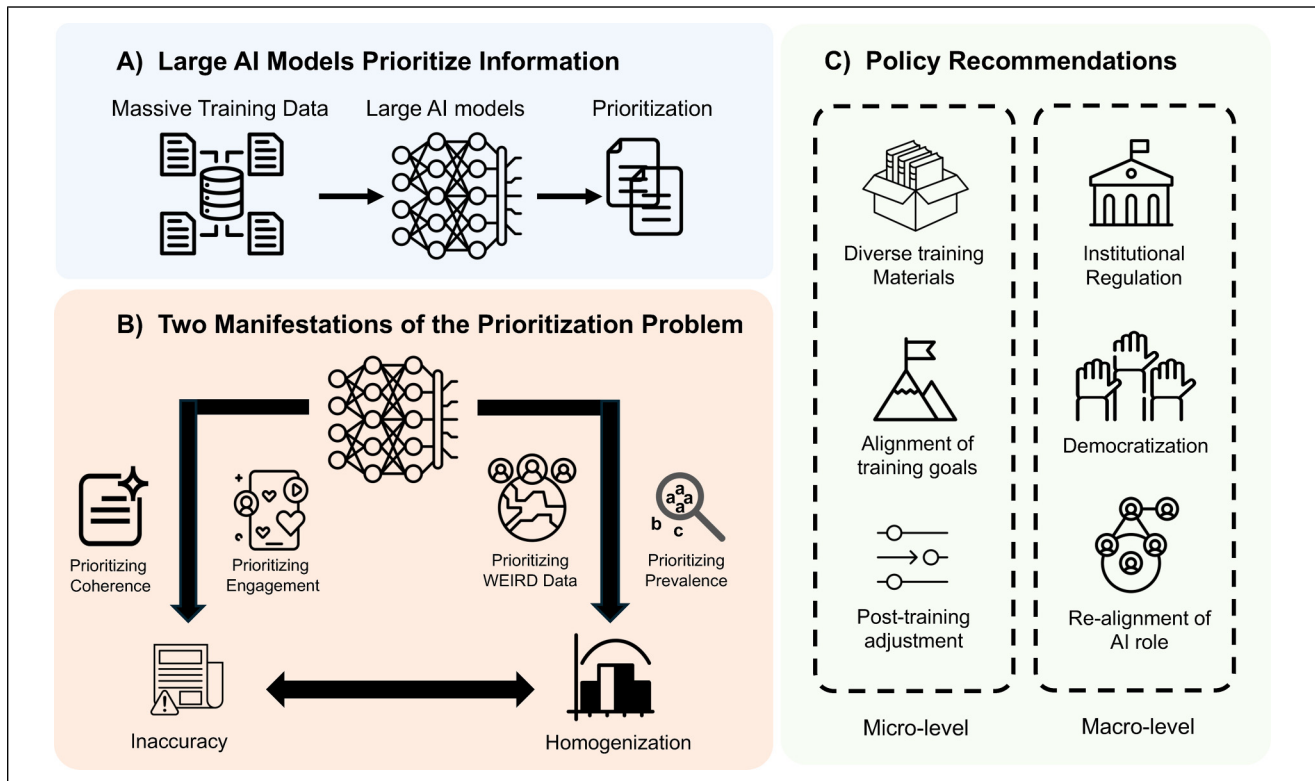 A) Large AI Models Prioritize Information
Massive Training Data
Large AI models
Prioritization
B) Two Manifestations of the Prioritization Problem
Prioritizing
Coherence
Prioritizing
Engagement
Prioritizing
WEIRD Data
a
a a
a
b
c
Prioritizing
Prevalence
Inaccuracy
Homogenization
C) Policy Recommendations
Diverse training
Materials
Alignment of
training goals
Post-training
adjustment
Micro-level
Institutional
Regulation
Democratization
Re-alignment of
AI role
Macro-level